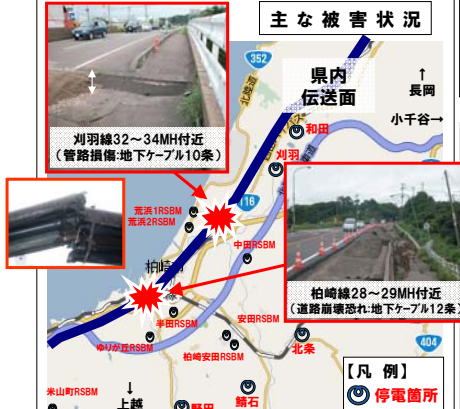 主な被害状況
352
県内
伝送面
↑
長岡
小千谷→
和田
刈羽線32~34MH付近
(管路損傷:地下ケーブル10条)
刈羽
荒浜1RSBM
荒浜2RSBM
116
中田RSBM
柏崎
柏崎線28~29MH付近
(道路崩壊恐れ:地下ケーブル12条)
半田RSBM
安田RSBM
ゆりが丘RSBM
柏崎安田RSBM
北条
404
米山町RSBM
↓
上越
野田
鯖石
【凡例】
停電箇所